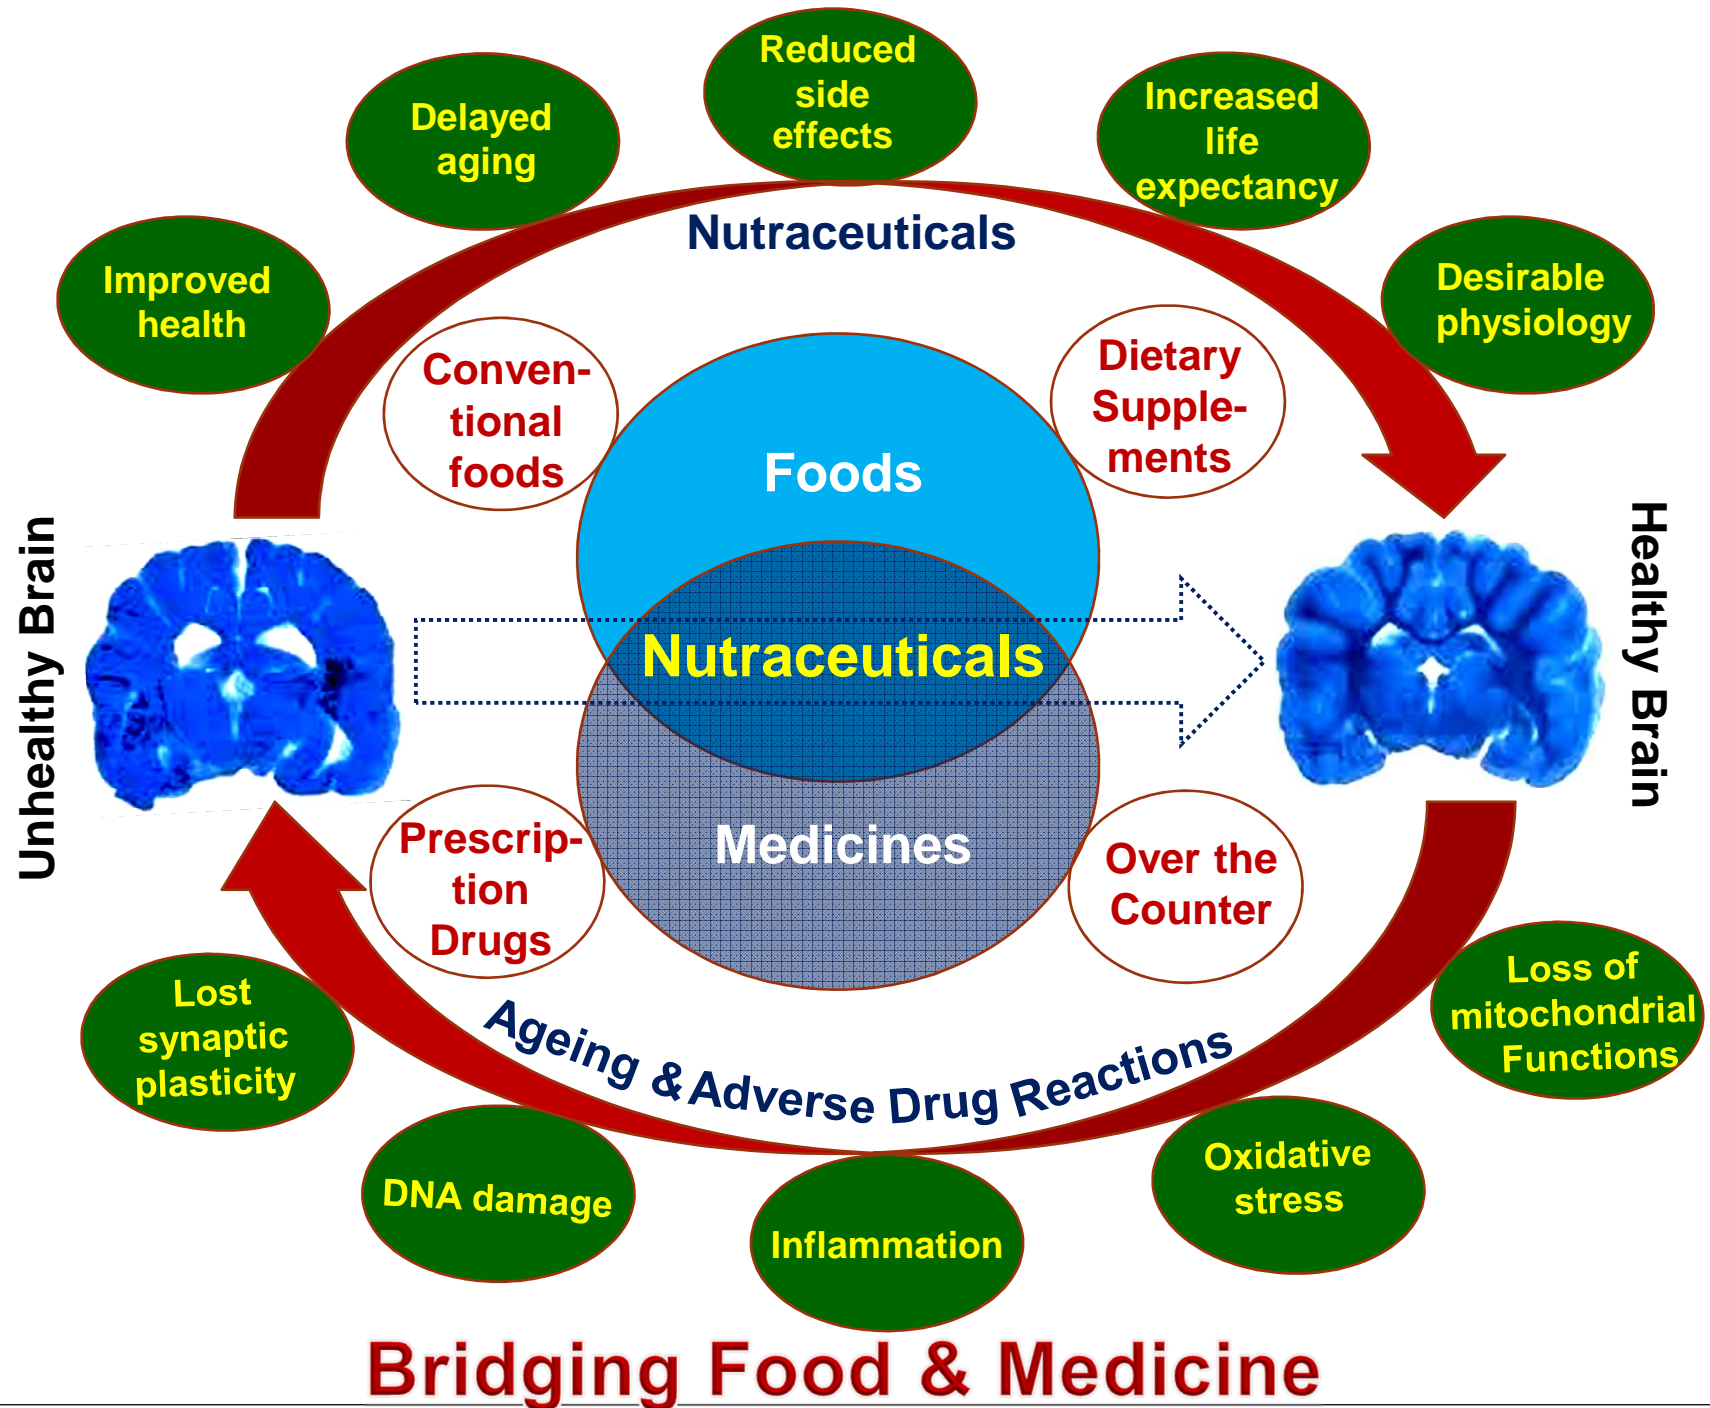 Reduced
side
effects
Delayed
aging
Increased
life
expectancy
Improved
health
Desirable
physiology
Nutraceuticals
Conven-
tional
foods
Dietary
Supple-
ments
Foods
Unhealthy Brain
Nutraceuticals
Healthy Brain
Medicines
Prescrip-
tion
Drugs
Over the
Counter
Ageing & Adverse Drug Reactions
Lost
synaptic
plasticity
DNA damage
Inflammation
Oxidative
stress
Loss of
mitochondrial
Functions
Bridging Food & Medicine